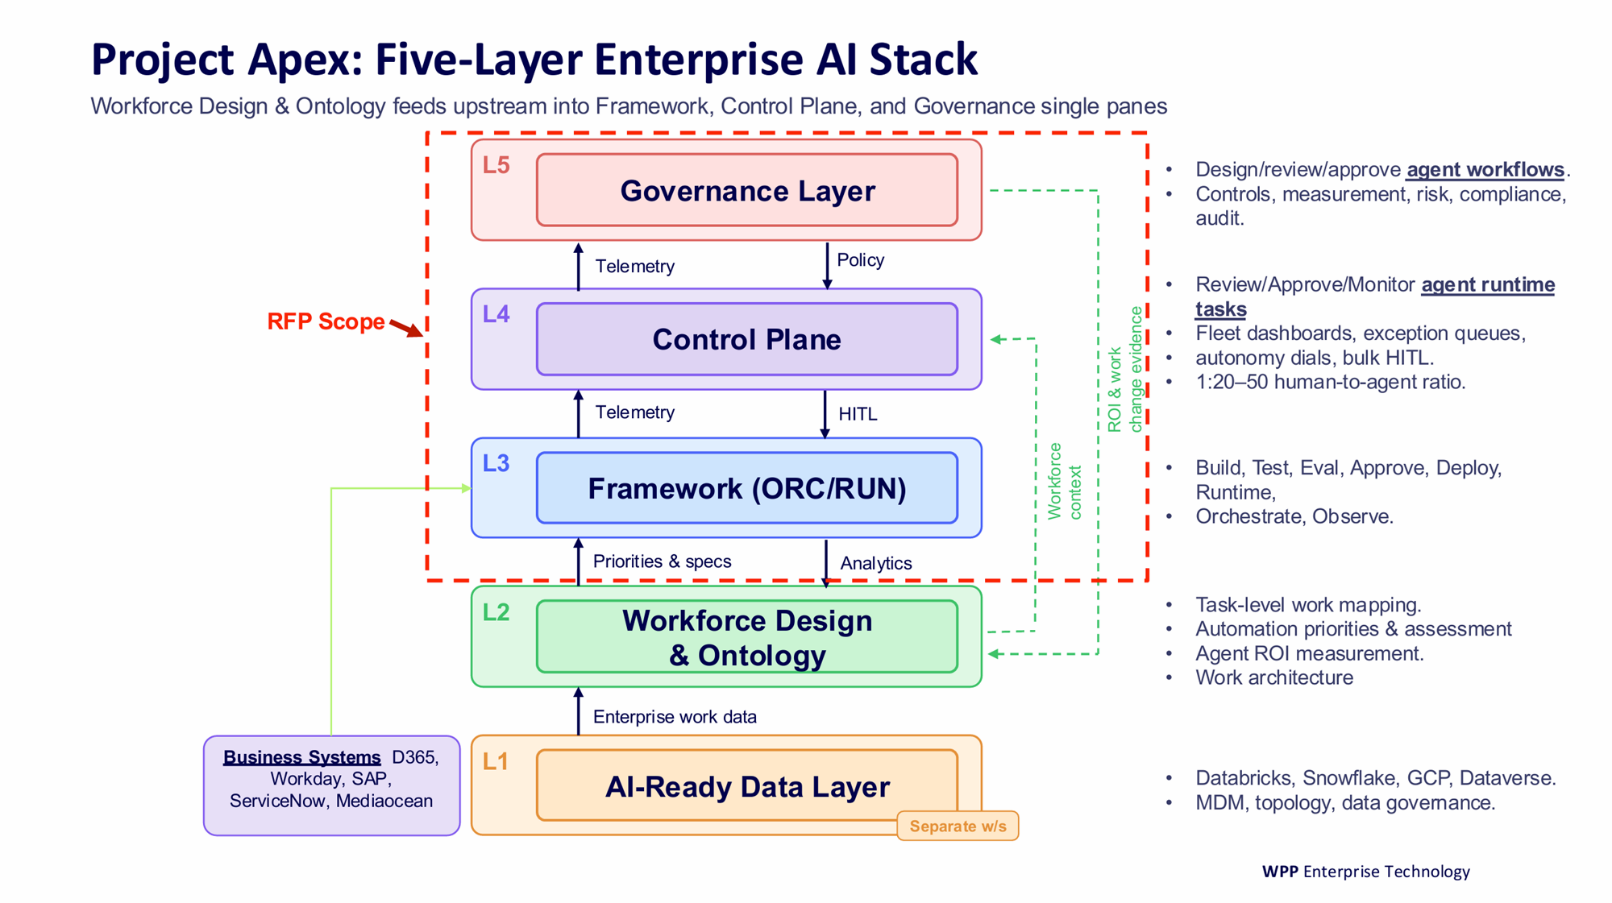 Project Apex: Five-Layer Enterprise AI Stack
Workforce Design & Ontology feeds upstream into Framework, Control Plane, and Governance single panes
L5
Governance Layer
• Design/review/approve agent workflows.
• Controls, measurement, risk, compliance,
audit.
Telemetry
Policy
RFP Scope
L4
Control Plane
• Review/Approve/Monitor agent runtime
tasks
• Fleet dashboards, exception queues,
• autonomy dials, bulk HITL.
• 1:20–50 human-to-agent ratio.
ROI & work
change evidence
Telemetry
HITL
L3
Framework (ORC/RUN)
Workforce
context
• Build, Test, Eval, Approve, Deploy,
Runtime,
• Orchestrate, Observe.
Priorities & specs
Analytics
L2
Workforce Design
& Ontology
• Task-level work mapping.
• Automation priorities & assessment
• Agent ROI measurement.
• Work architecture
Enterprise work data
Business Systems D365,
Workday, SAP,
ServiceNow, Mediaocean
L1
AI-Ready Data Layer
Separate w/s
• Databricks, Snowflake, GCP, Dataverse.
• MDM, topology, data governance.
WPP Enterprise Technology